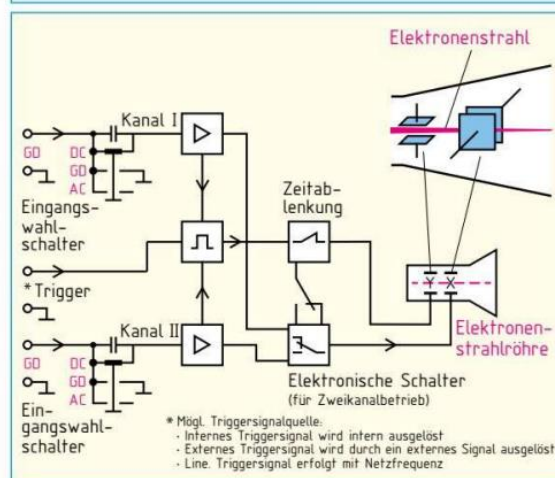 Elektronenstrahl
Kanal I
GD
DC
GD
AC
Eingangs-
wahl-
schalter
Zeitab-
lenkung
* Trigger
Kanal II
GD
DC
GD
AC
Ein-
gangswahl-
schalter
Elektronen-
strahlröhre
Elektronische Schalter
(für Zweikanalbetrieb)
* Mögl. Triggersignalquelle:
· Internes Triggersignal wird intern ausgelöst
· Externes Triggersignal wird durch ein externes Signal ausgelöst
· Line. Triggersignal erfolgt mit Netzfrequenz